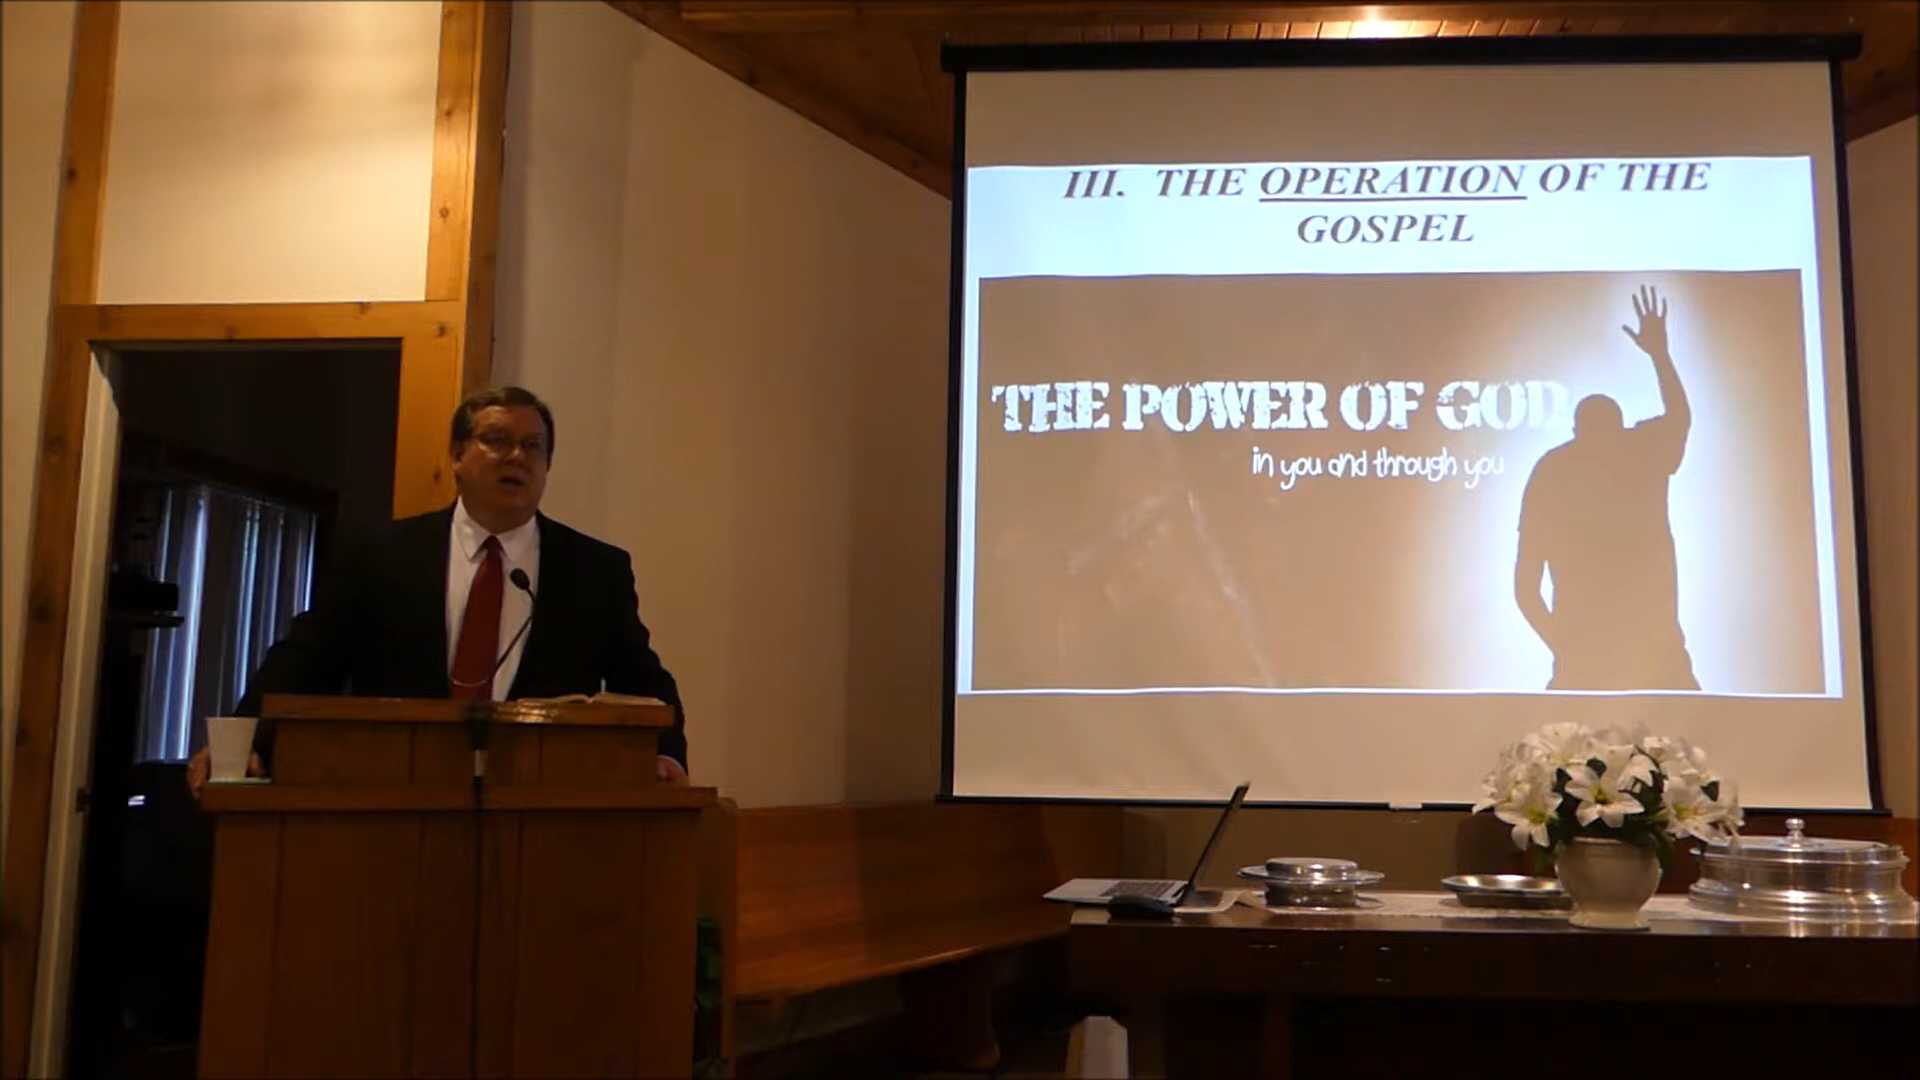 III. THE OPERATION OF THE
GOSPEL
THE POWER OF GOD
in you and through you